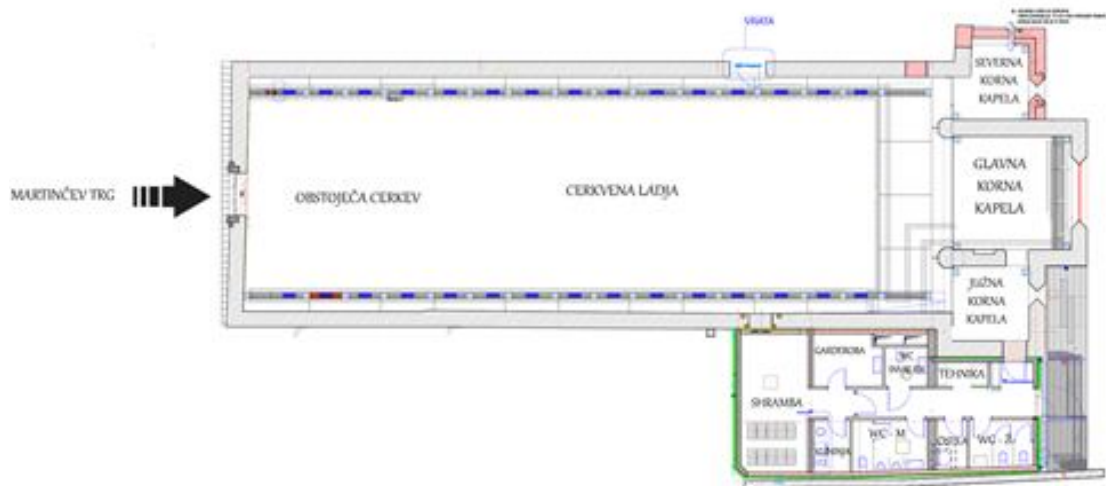 VRATA
SEVERNA
KORNA
KAPELA
GLAVNA
KORNA
KAPELA
MARTINČEV TRG
OBSTOJEČA CERKEV
CERKVENA LADJA
JUŽNA
KORNA
KAPELA
GARDEROBA
WC
TEHNIKA
SHRAMBA
WC - M
WC - Ž